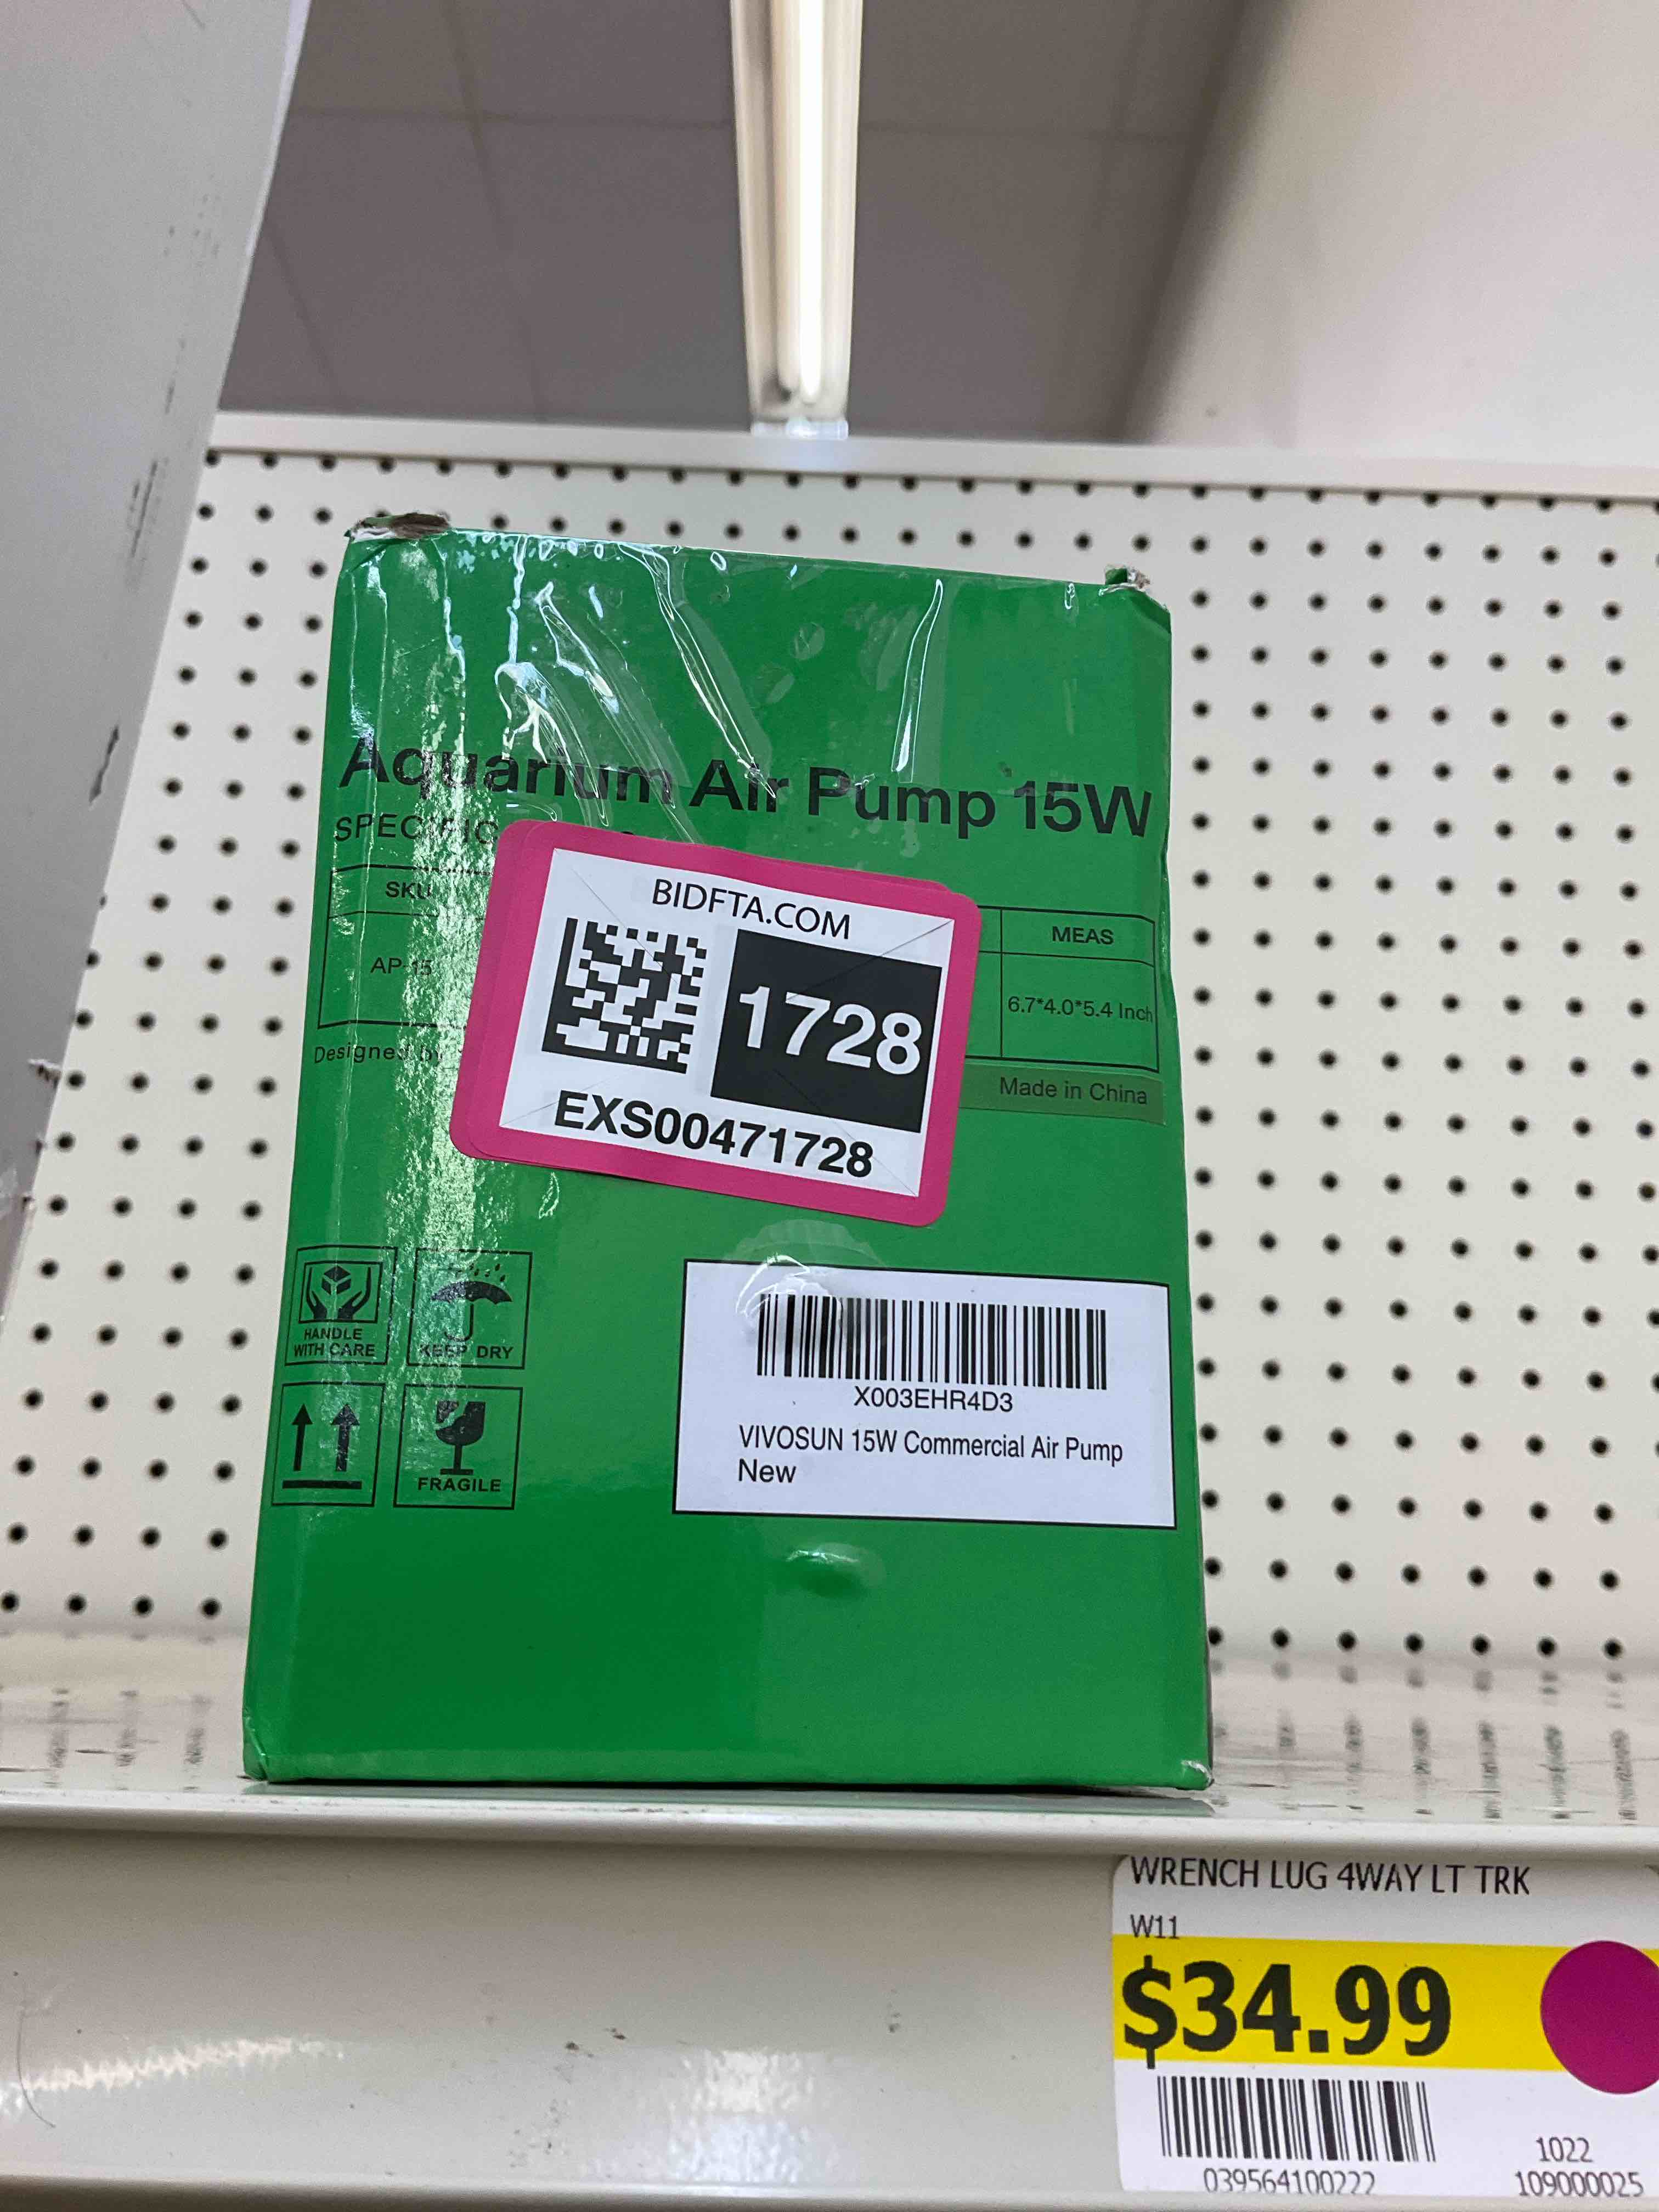 Aquarium Air Pump 15W
SKU
MEAS
AP-15
6.7*4.0*5.4 Inch
Designed by
Made in China
BIDFTA.COM
1728
EXS00471728
HANDLE
WITH CARE
KEEP DRY
FRAGILE
X003EHR4D3
VIVOSUN 15W Commercial Air Pump
New
WRENCH LUG 4WAY LT TRK
W11
$34.99
1022
039564100222
109000025